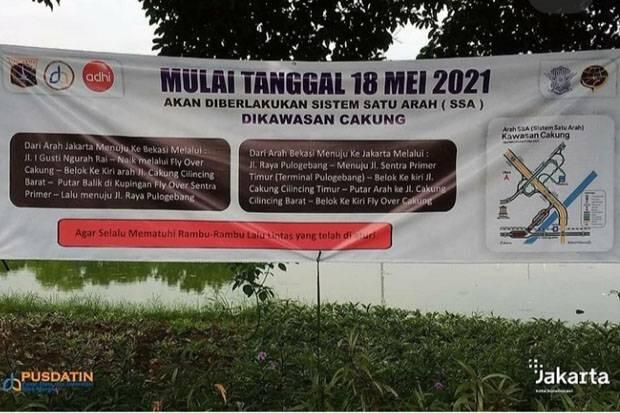 adhi
MULAI TANGGAL 18 MEI 2021
AKAN DIBERLAKUKAN SISTEM SATU ARAH ( SSA )
DIKAWASAN CAKUNG
Dari Arah Jakarta Menuju Ke Bekasi Melalui :
Jl. I Gusti Ngurah Rai – Naik melalui Fly Over
Cakung – Belok Ke Kiri arah Jl. Cakung Cilincing
Barat – Putar Balik di Kupingan Fly Over Sentra
Primer – Lalu menuju Jl. Raya Pulogebang
Dari Arah Bekasi Menuju Ke Jakarta Melalui :
Jl. Raya Pulogebang – Menuju Jl. Sentra Primer
Timur (Terminal Pulogebang) – Belok Ke Kiri Jl.
Cakung Cilincing Timur – Putar Arah ke Jl. Cakung
Cilincing Barat – Belok Ke Kiri Fly Over Cakung
Arah SSA (Sistem Satu Arah)
Kawasan Cakung
Agar Selalu Mematuhi Rambu-Rambu Lalu Lintas yang telah di atur!
PUSDATIN
Jakarta